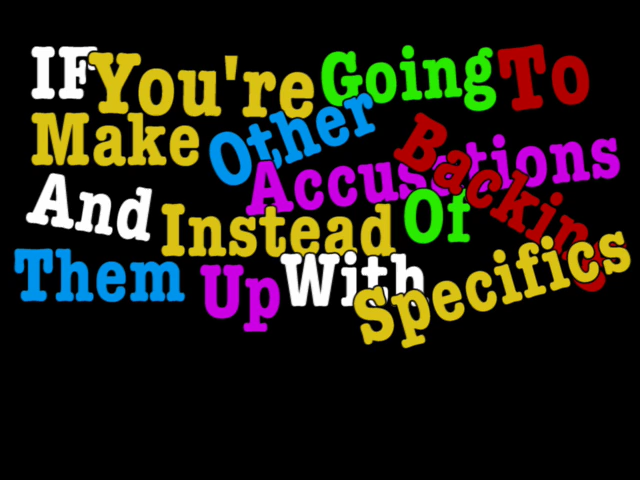 IF You're Going To
Make Other Accusations
And Instead Of Backing
Them Up With Specifics